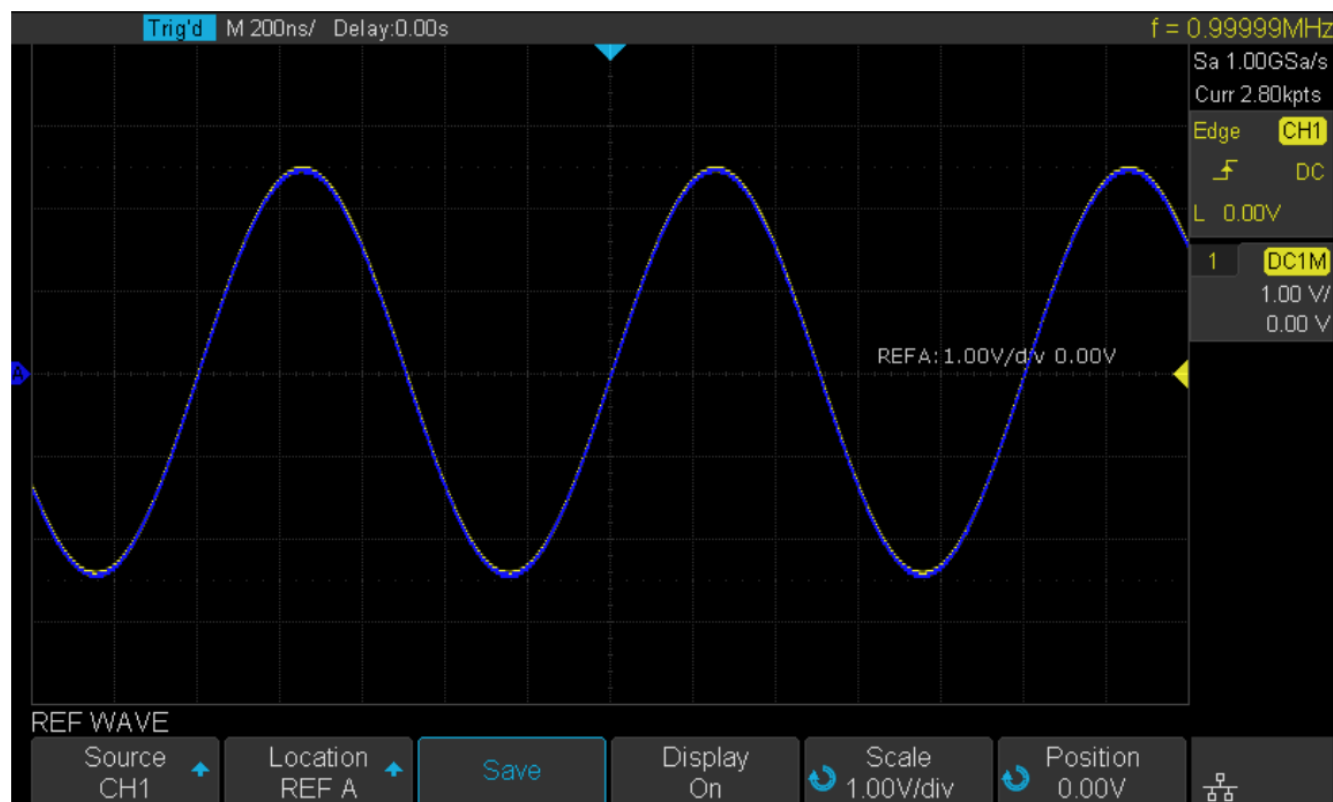 Trig'd M 200ns/ Delay:0.00s f = 0.99999MHz
Sa 1.00GSa/s
Curr 2.80kpts
Edge CH1
DC
L 0.00V
1 DC1M
1.00 V/
0.00 V
REFA:1.00V/div 0.00V
A
REF WAVE
Source Location Save Display Scale Position
CH1 REF A On 1.00V/div 0.00V